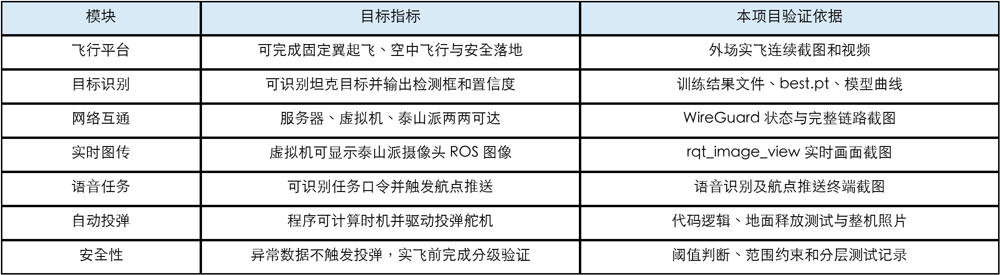 模块 目标指标 本项目验证依据
飞行平台 可完成固定翼起飞、空中飞行与安全落地 外场实飞连续截图和视频
目标识别 可识别坦克目标并输出检测框和置信度 训练结果文件、best.pt、模型曲线
网络互通 服务器、虚拟机、泰山派两两可达 WireGuard 状态与完整链路截图
实时图传 虚拟机可显示泰山派摄像头 ROS 图像 rqt_image_view 实时画面截图
语音任务 可识别任务口令并触发航点推送 语音识别及航点推送终端截图
自动投弹 程序可计算时机并驱动投弹舵机 代码逻辑、地面释放测试与整机照片
安全性 异常数据不触发投弹，实飞前完成分级验证 阈值判断、范围约束和分层测试记录